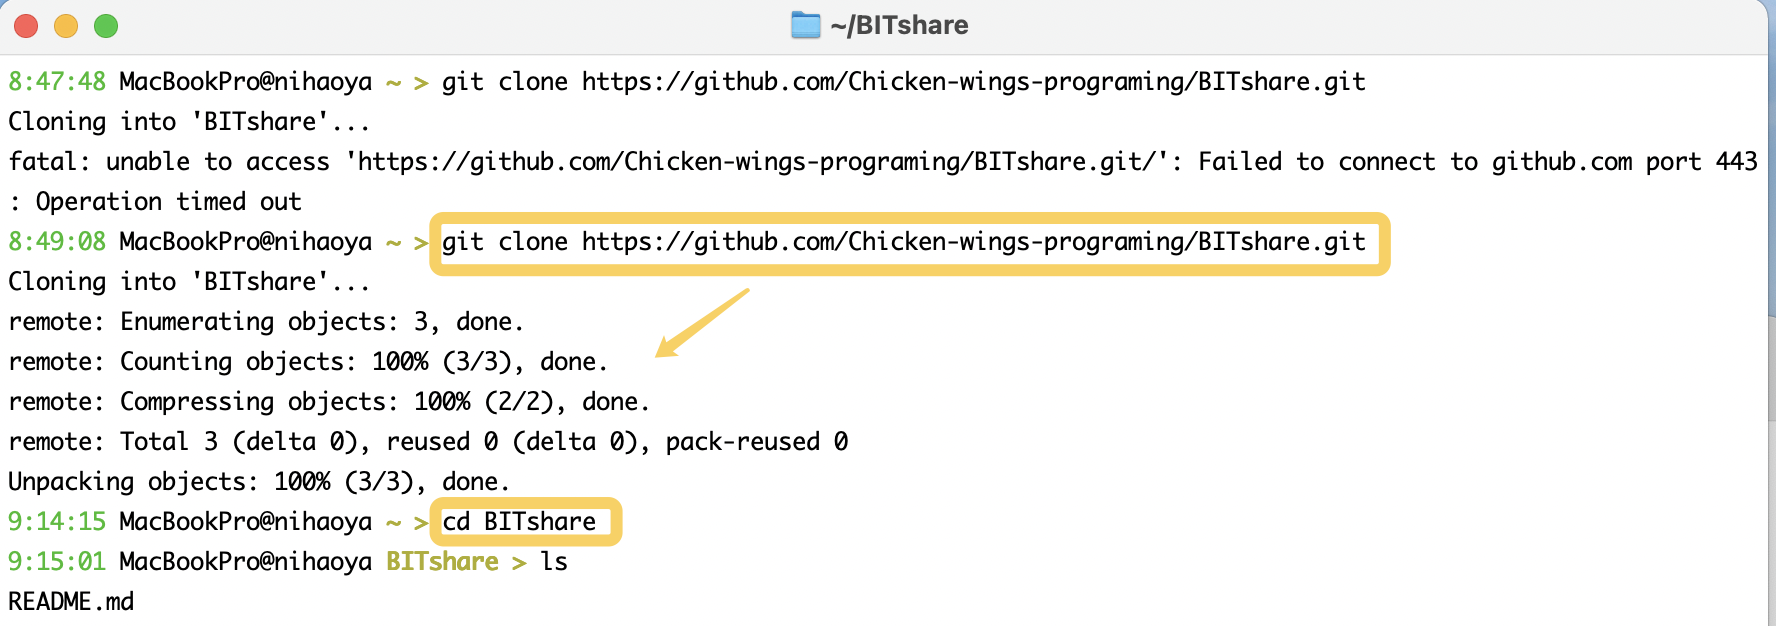 ~/BITshare
8:47:48 MacBookPro@nihaoya ~ > git clone https://github.com/Chicken-wings-programing/BITshare.git
Cloning into 'BITshare'...
fatal: unable to access 'https://github.com/Chicken-wings-programing/BITshare.git/': Failed to connect to github.com port 443
: Operation timed out
8:49:08 MacBookPro@nihaoya ~ > git clone https://github.com/Chicken-wings-programing/BITshare.git
Cloning into 'BITshare'...
remote: Enumerating objects: 3, done.
remote: Counting objects: 100% (3/3), done.
remote: Compressing objects: 100% (2/2), done.
remote: Total 3 (delta 0), reused 0 (delta 0), pack-reused 0
Unpacking objects: 100% (3/3), done.
9:14:15 MacBookPro@nihaoya ~ > cd BITshare
9:15:01 MacBookPro@nihaoya BITshare > ls
README.md